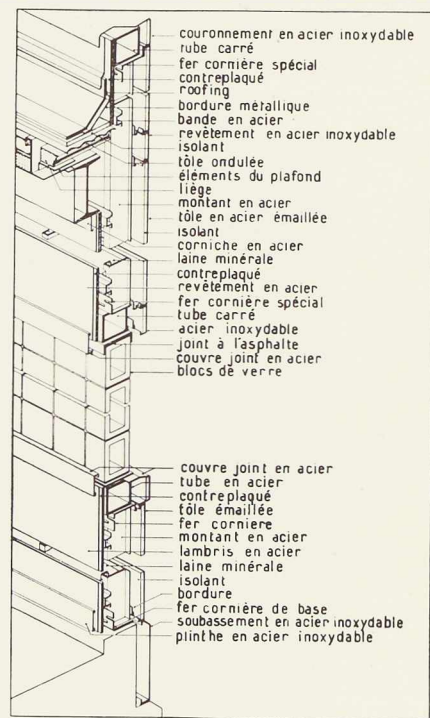 couronnement en acier inoxydable
tube carré
fer cornière spécial
contreplaqué
roofing
bordure métallique
bande en acier
revêtement en acier inoxydable
isolant
tôle ondulée
éléments du plafond
liège
montant en acier
tôle en acier émaillée
isolant
corniche en acier
laine minérale
contreplaqué
revêtement en acier
fer cornière spécial
tube carré
acier inoxydable
joint à l'asphalte
couvre joint en acier
blocs de verre
couvre joint en acier
tube en acier
contreplaqué
tôle émaillée
fer corniere
montant en acier
lambris en acier
laine minérale
isolant
bordure
fer cornière de base
soubassement en acier inoxydable
plinthe en acier inoxydable